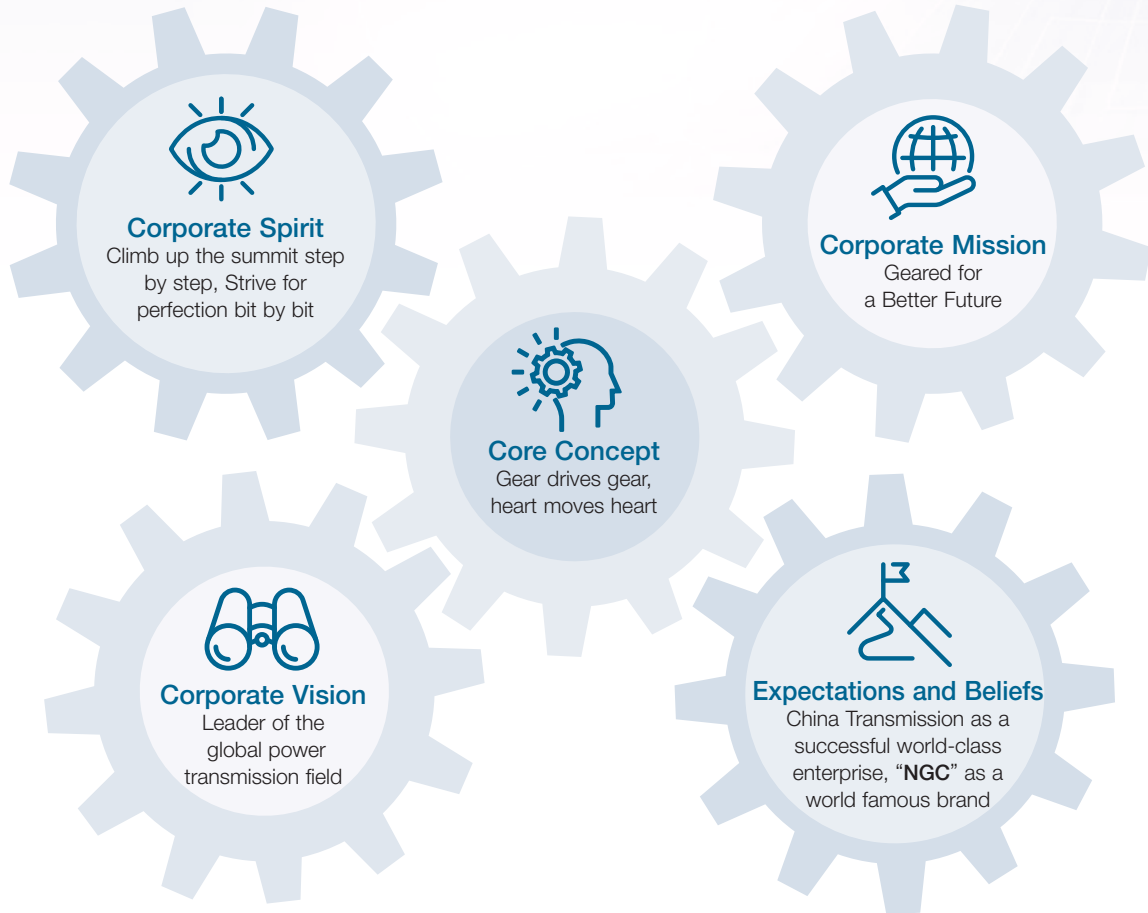 Corporate Spirit
Climb up the summit step
by step, Strive for
perfection bit by bit
Corporate Mission
Geared for
a Better Future
Core Concept
Gear drives gear,
heart moves heart
Corporate Vision
Leader of the
global power
transmission field
Expectations and Beliefs
China Transmission as a
successful world-class
enterprise, “NGC” as a
world famous brand